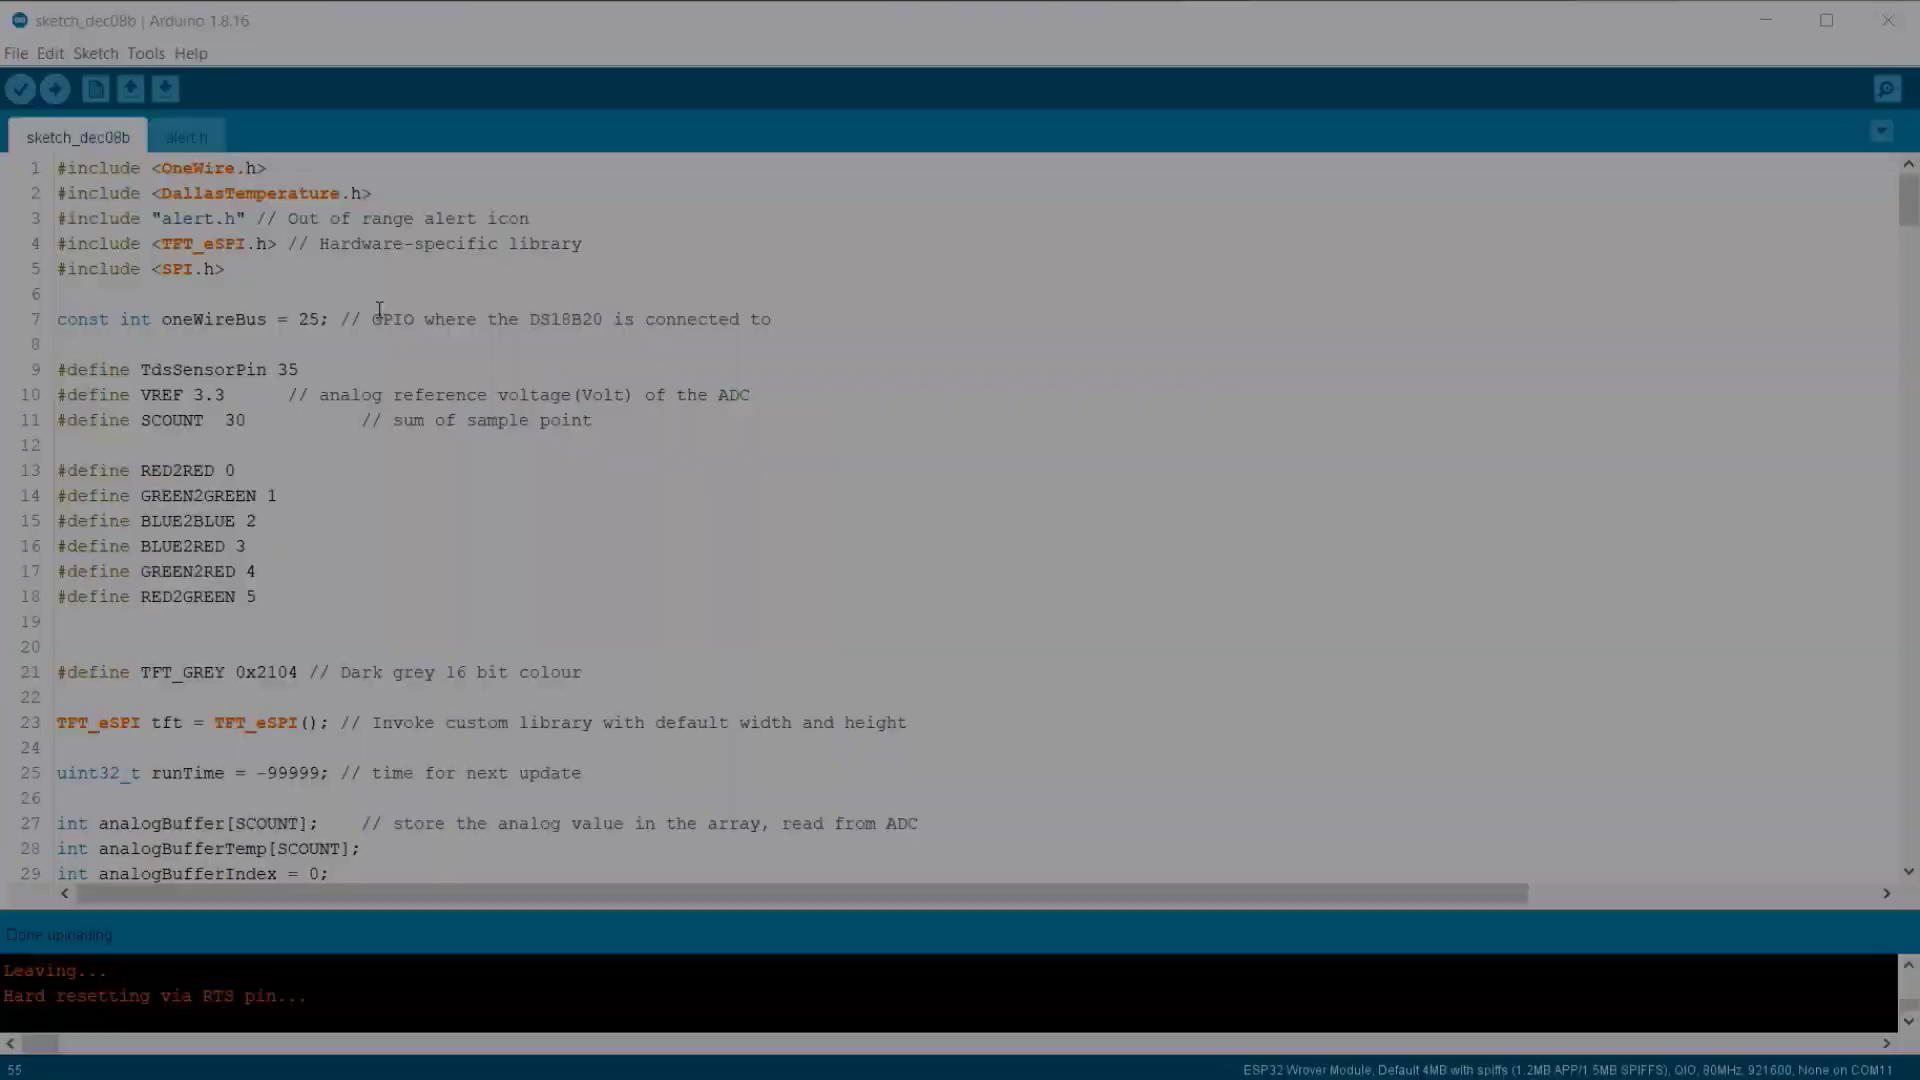 sketch_dec08b | Arduino 1.8.16
File Edit Sketch Tools Help
sketch_dec08b alert.h
1 #include <OneWire.h>
2 #include <DallasTemperature.h>
3 #include "alert.h" // Out of range alert icon
4 #include <TFT_eSPI.h> // Hardware-specific library
5 #include <SPI.h>
6
7 const int oneWireBus = 25; // GPIO where the DS18B20 is connected to
8
9 #define TdsSensorPin 35
10 #define VREF 3.3 // analog reference voltage(Volt) of the ADC
11 #define SCOUNT 30 // sum of sample point
12
13 #define RED2RED 0
14 #define GREEN2GREEN 1
15 #define BLUE2BLUE 2
16 #define BLUE2RED 3
17 #define GREEN2RED 4
18 #define RED2GREEN 5
19
20
21 #define TFT_GREY 0x2104 // Dark grey 16 bit colour
22
23 TFT_eSPI tft = TFT_eSPI(); // Invoke custom library with default width and height
24
25 uint32_t runTime = -99999; // time for next update
26
27 int analogBuffer[SCOUNT]; // store the analog value in the array, read from ADC
28 int analogBufferTemp[SCOUNT];
29 int analogBufferIndex = 0;
Done uploading
Leaving...
Hard resetting via RTS pin...
55 ESP32 Wrover Module, Default 4MB with spiffs (1.2MB APP/1.5MB SPIFFS), QIO, 80MHz, 921600, None on COM11